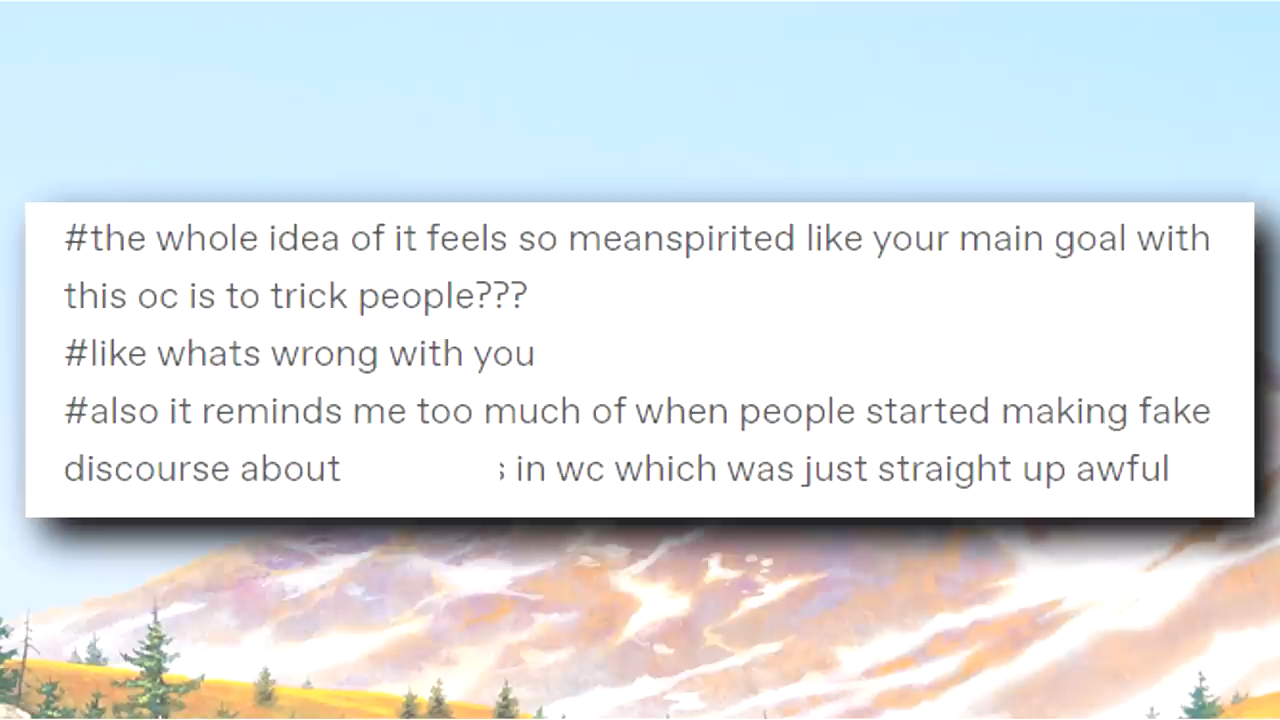 #the whole idea of it feels so meanspirited like your main goal with
this oc is to trick people???
#like whats wrong with you
#also it reminds me too much of when people started making fake
discourse about in wc which was just straight up awful